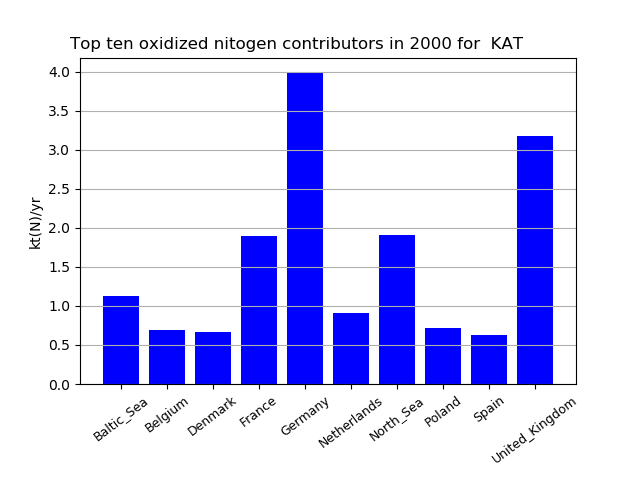 Top ten oxidized nitogen contributors in 2000 for  KAT
kt(N)/yr
4.0
3.5
3.0
2.5
2.0
1.5
1.0
0.5
0.0
Baltic_Sea
Belgium
Denmark
France
Germany
Netherlands
North_Sea
Poland
Spain
United_Kingdom